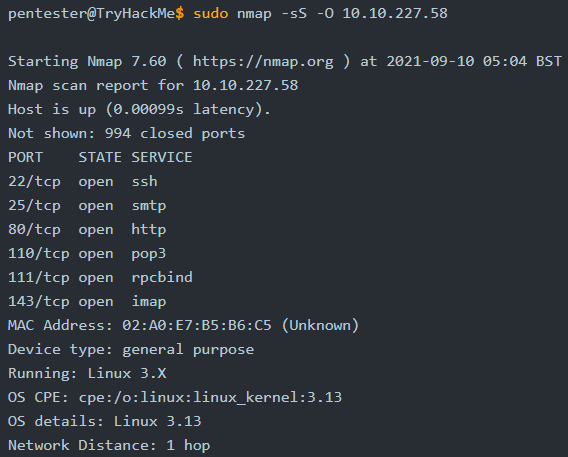 pentester@TryHackMe$ sudo nmap -sS -O 10.10.227.58
Starting Nmap 7.60 ( https://nmap.org ) at 2021-09-10 05:04 BST
Nmap scan report for 10.10.227.58
Host is up (0.00099s latency).
Not shown: 994 closed ports
PORT    STATE SERVICE
22/tcp  open  ssh
25/tcp  open  smtp
80/tcp  open  http
110/tcp open  pop3
111/tcp open  rpcbind
143/tcp open  imap
MAC Address: 02:A0:E7:B5:B6:C5 (Unknown)
Device type: general purpose
Running: Linux 3.X
OS CPE: cpe:/o:linux:linux_kernel:3.13
OS details: Linux 3.13
Network Distance: 1 hop